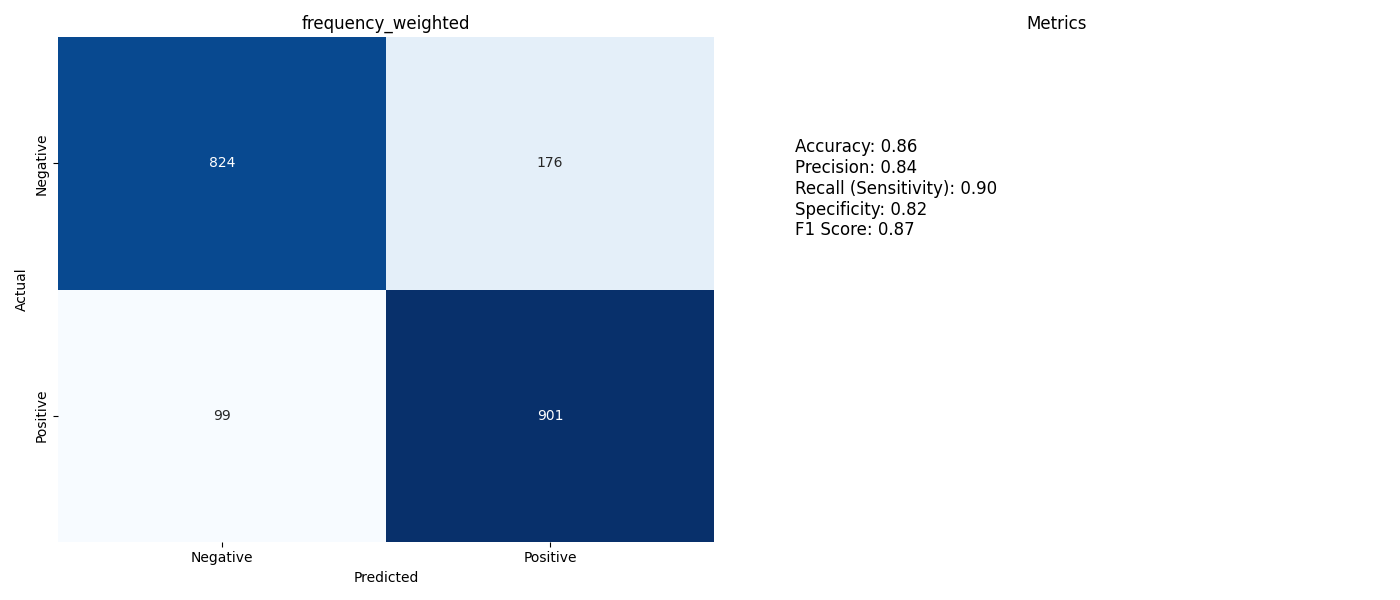 frequency_weighted
Metrics
Actual
Negative
824
176
Positive
99
901
Negative
Positive
Predicted
Accuracy: 0.86
Precision: 0.84
Recall (Sensitivity): 0.90
Specificity: 0.82
F1 Score: 0.87